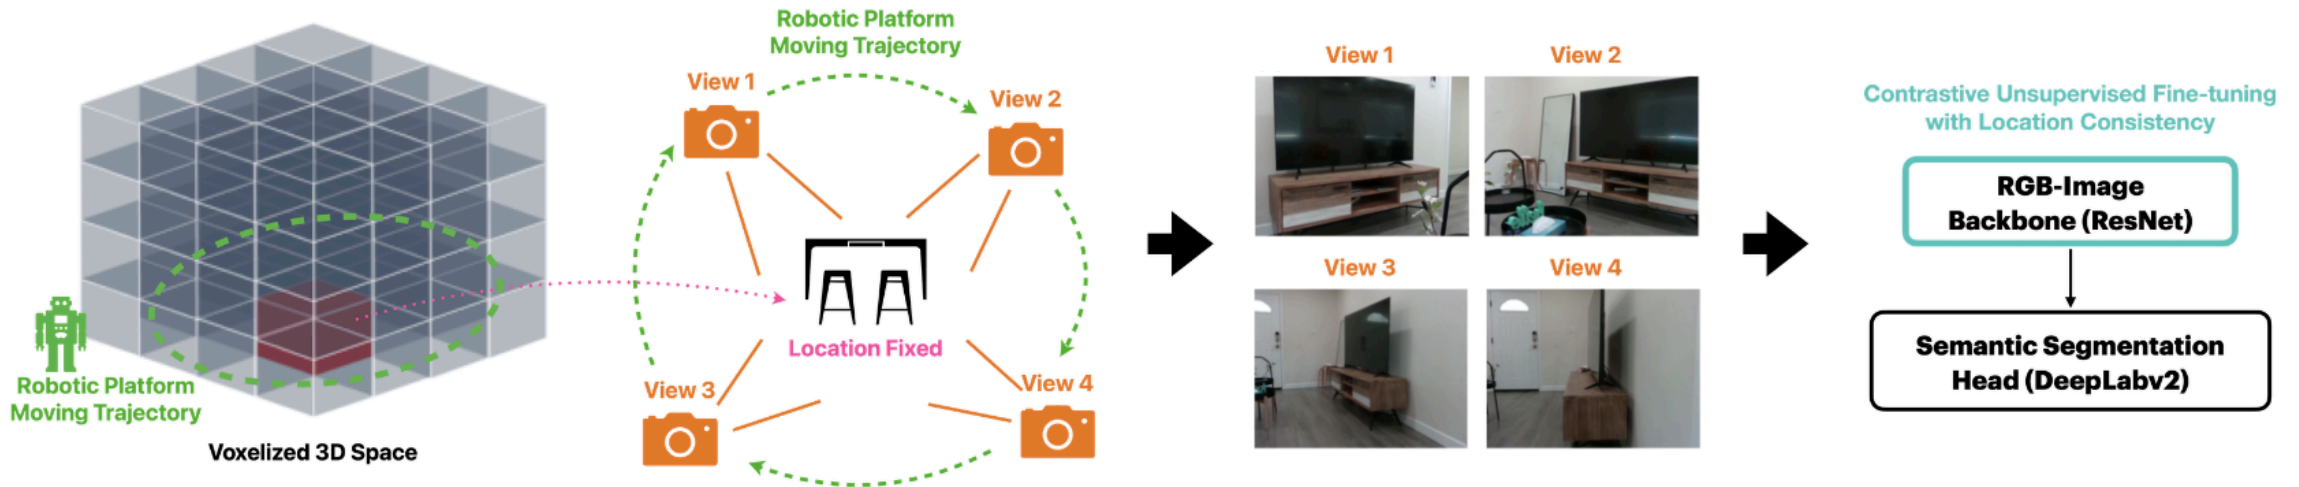 Robotic Platform
Moving Trajectory
Voxelized 3D Space
Robotic Platform
Moving Trajectory
View 1
View 2
Location Fixed
View 3
View 4
View 1
View 2
View 3
View 4
Contrastive Unsupervised Fine-tuning
with Location Consistency
RGB-Image
Backbone (ResNet)
Semantic Segmentation
Head (DeepLabv2)